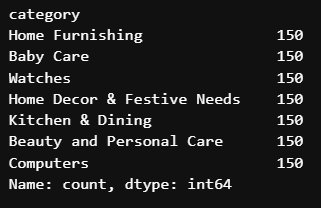 category
Home Furnishing 150
Baby Care 150
Watches 150
Home Decor & Festive Needs 150
Kitchen & Dining 150
Beauty and Personal Care 150
Computers 150
Name: count, dtype: int64